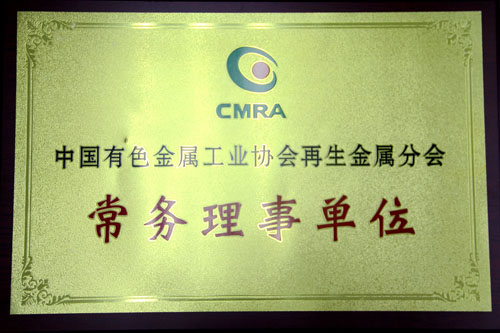 CMRA
中国有色金属工业协会再生金属分会
常务理事单位